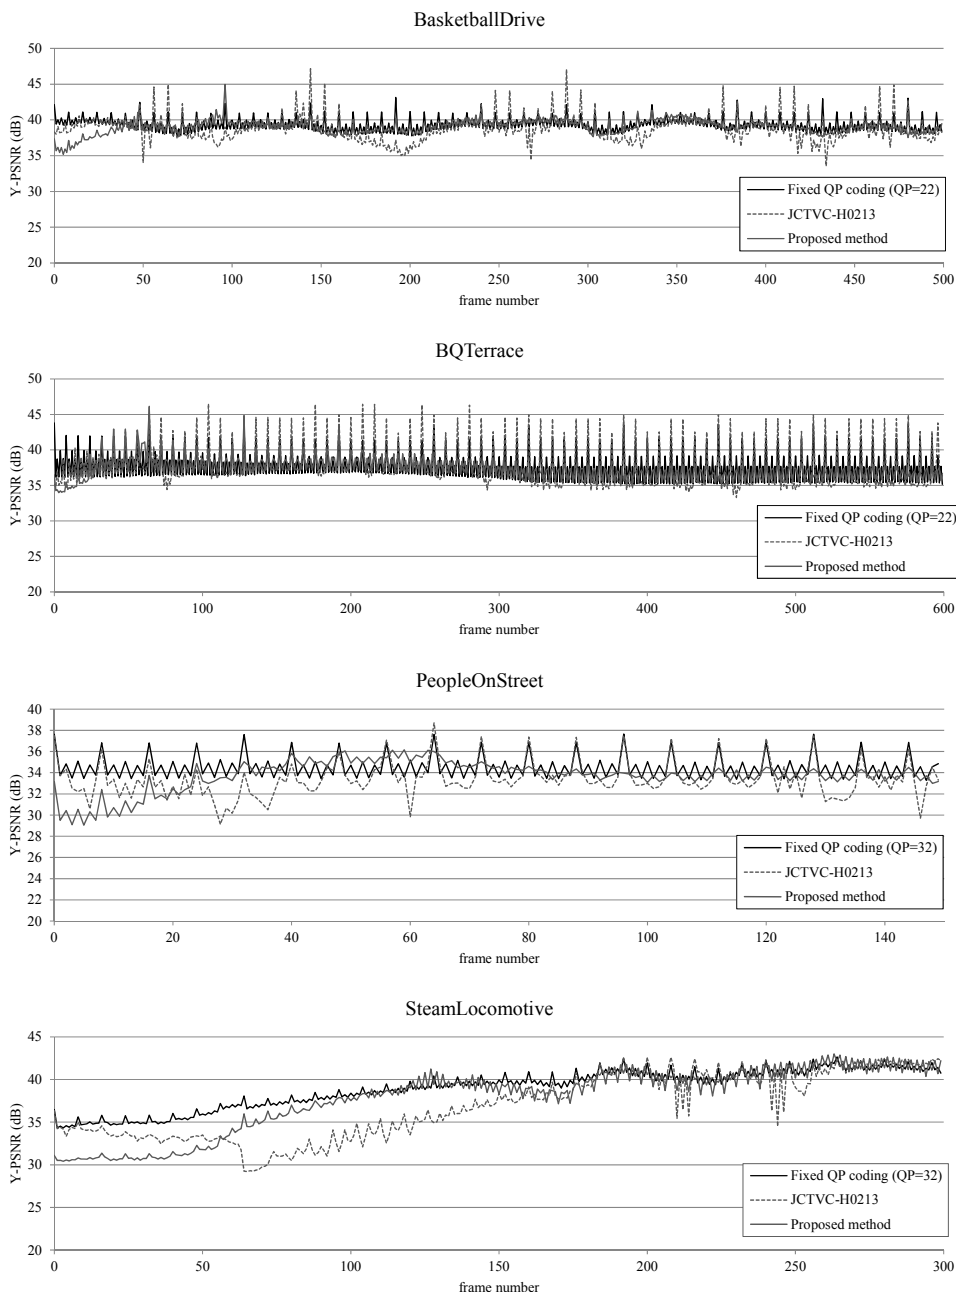 BasketballDrive
50
45
40
35
30
25
20
Y-PSNR (dB)
Fixed QP coding (QP=22)
JCTVC-H0213
Proposed method
0 50 100 150 200 250 300 350 400 450 500
frame number
BQTerrace
50
45
40
35
30
25
20
Y-PSNR (dB)
Fixed QP coding (QP=22)
JCTVC-H0213
Proposed method
0 100 200 300 400 500 600
frame number
PeopleOnStreet
40
38
36
34
32
30
28
26
24
22
20
Y-PSNR (dB)
Fixed QP coding (QP=32)
JCTVC-H0213
Proposed method
0 20 40 60 80 100 120 140
frame number
SteamLocomotive
45
40
35
30
25
20
Y-PSNR (dB)
Fixed QP coding (QP=32)
JCTVC-H0213
Proposed method
0 50 100 150 200 250 300
frame number